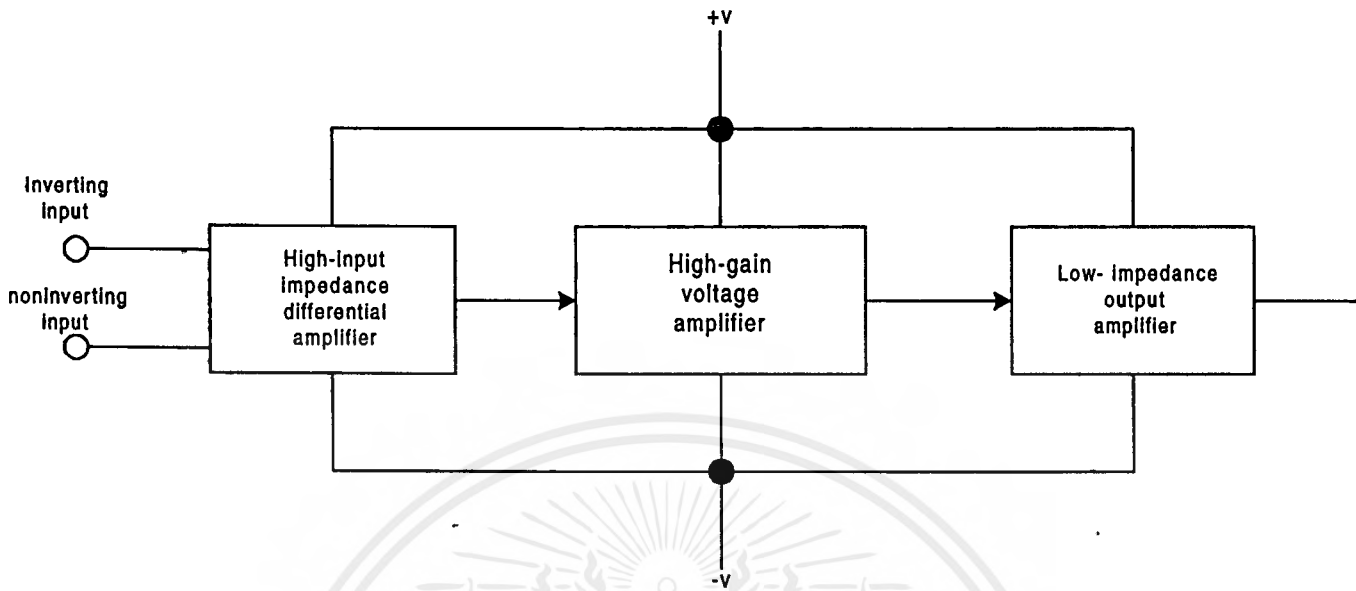 +V
Inverting
input
noninverting
input
High-input
impedance
differential
amplifier
High-gain
voltage
amplifier
Low- impedance
output
amplifier
-V